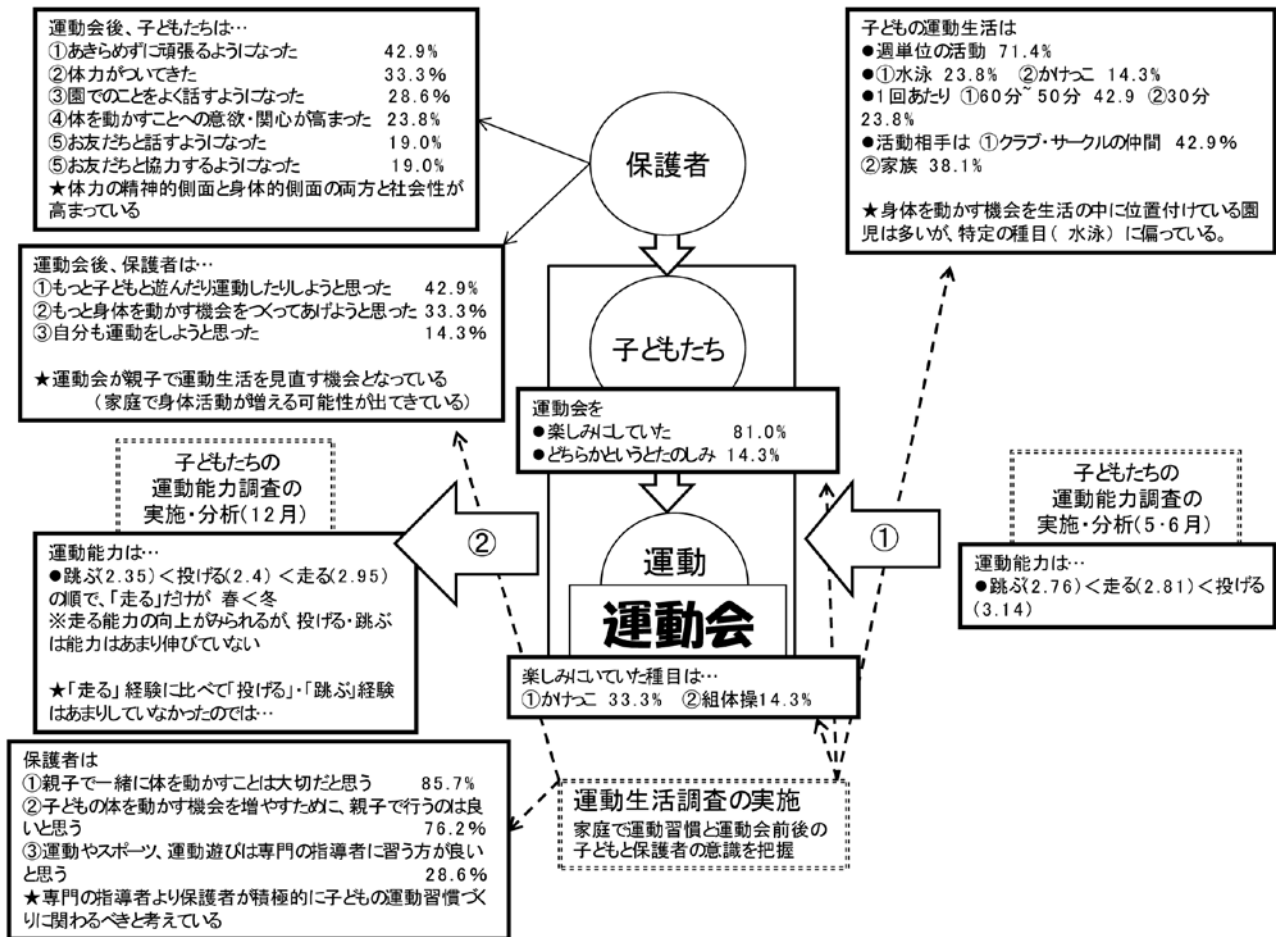 運動会後、子どもたちは…
①あきらめずに頑張るようになった 42.9%
②体力がついてきた 33.3%
③園でのことをよく話すようになった 28.6%
④体を動かすことへの意欲・関心が高まった 23.8%
⑤お友だちと話すようになった 19.0%
⑤お友だちと協力するようになった 19.0%
★体力の精神的側面と身体的側面の両方と社会性が
高まっている
保護者
子どもの運動生活は
●週単位の活動 71.4%
●①水泳 23.8% ②かけっこ 14.3%
●1回あたり ①60分~50分 42.9 ②30分
23.8%
●活動相手は ①クラブ・サークルの仲間 42.9%
②家族 38.1%
★身体を動かす機会を生活の中に位置付けている園
児は多いが、特定の種目( 水泳) に偏っている。
運動会後、保護者は…
①もっと子どもと遊んだり運動したりしようと思った 42.9%
②もっと身体を動かす機会をつくってあげようと思った 33.3%
③自分も運動をしようと思った 14.3%
★運動会が親子で運動生活を見直す機会となっている
(家庭で身体活動が増える可能性が出てきている)
子どもたち
運動会を
●楽しみにしていた 81.0%
●どちらかというとたのしみ 14.3%
子どもたちの
運動能力調査の
実施・分析(12月)
②
①
子どもたちの
運動能力調査の
実施・分析(5・6月)
運動能力は…
●跳ぶ(2.35)<投げる(2.4)<走る(2.95)
の順で、「走る」だけが 春<冬
※走る能力の向上がみられるが、投げる・跳ぶ
は能力はあまり伸びていない
★「走る」経験に比べて「投げる」・「跳ぶ」経験
はあまりしていなかったのでは…
運動能力は…
●跳ぶ(2.76)<走る(2.81)<投げる
(3.14)
運動
運動会
楽しみにいていた種目は…
①かけっこ 33.3% ②組体操14.3%
保護者は
①親子で一緒に体を動かすことは大切だと思う 85.7%
②子どもの体を動かす機会を増やすために、親子で行うのは良
いと思う 76.2%
③運動やスポーツ、運動遊びは専門の指導者に習う方が良い
と思う 28.6%
★専門の指導者より保護者が積極的に子どもの運動習慣づく
りに関わるべきと考えている
運動生活調査の実施
家庭で運動習慣と運動会前後の
子どもと保護者の意識を把握